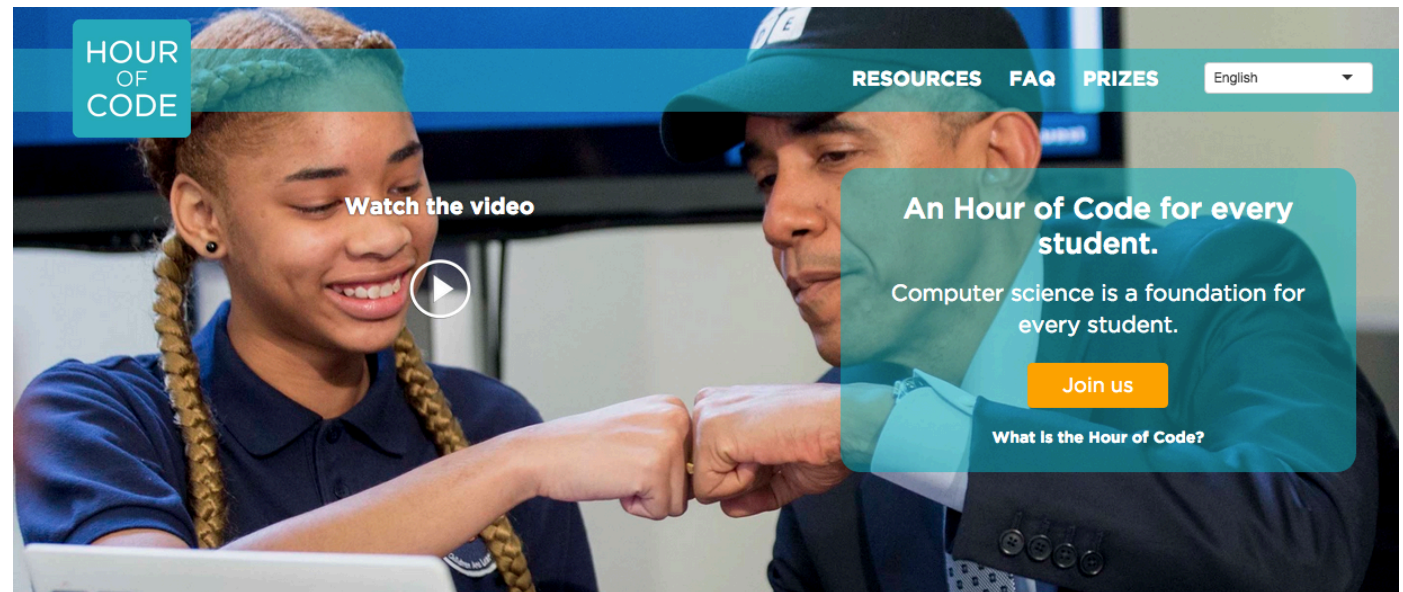 HOUR
OF
CODE
RESOURCES FAQ PRIZES English
Watch the video
An Hour of Code for every
student.
Computer science is a foundation for
every student.
Join us
What is the Hour of Code?